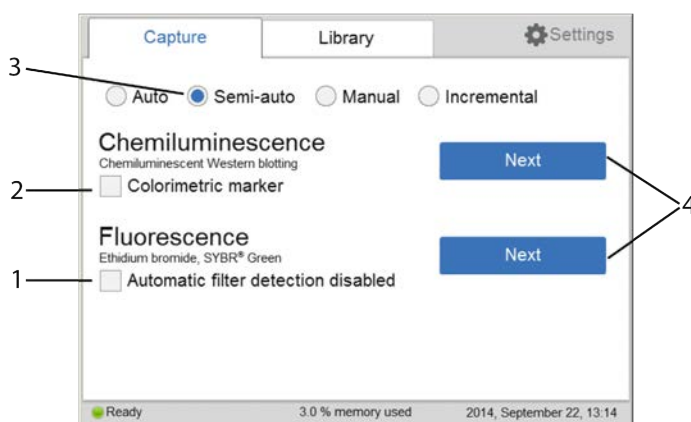 Capture
Library
Settings
3
Auto
Semi-auto
Manual
Incremental
Chemiluminescence
Chemiluminescent Western blotting
Next
2
Colorimetric marker
4
Fluorescence
Ethidium bromide, SYBR® Green
Next
1
Automatic filter detection disabled
Ready
3.0 % memory used
2014, September 22, 13:14